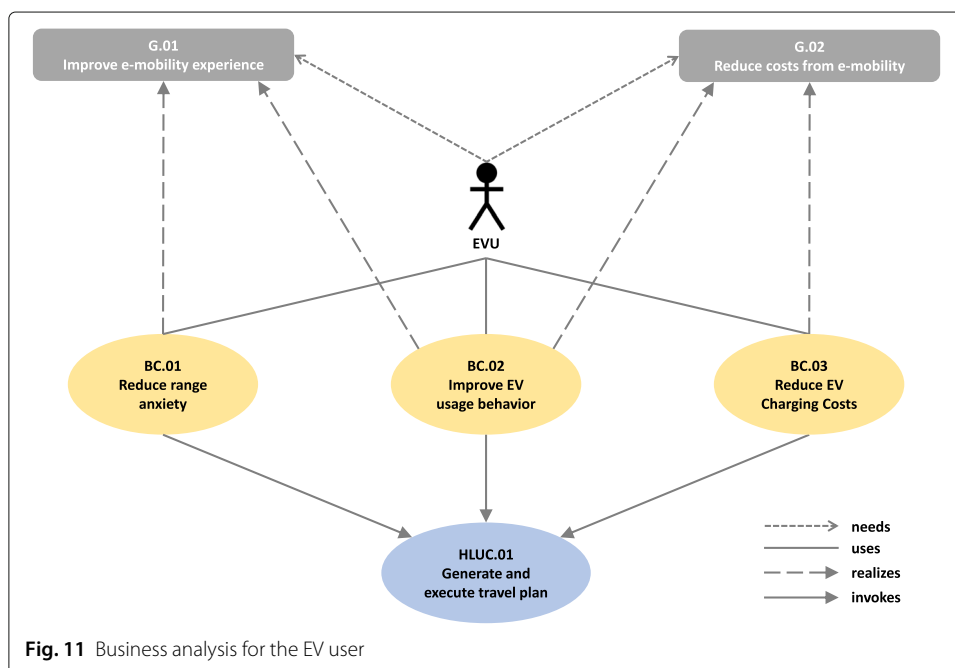 G.01
Improve e-mobility experience
G.02
Reduce costs from e-mobility
EVU
BC.01
Reduce range
anxiety
BC.02
Improve EV
usage behavior
BC.03
Reduce EV
Charging Costs
HLUC.01
Generate and
execute travel plan
needs
uses
realizes
invokes
Fig. 11 Business analysis for the EV user